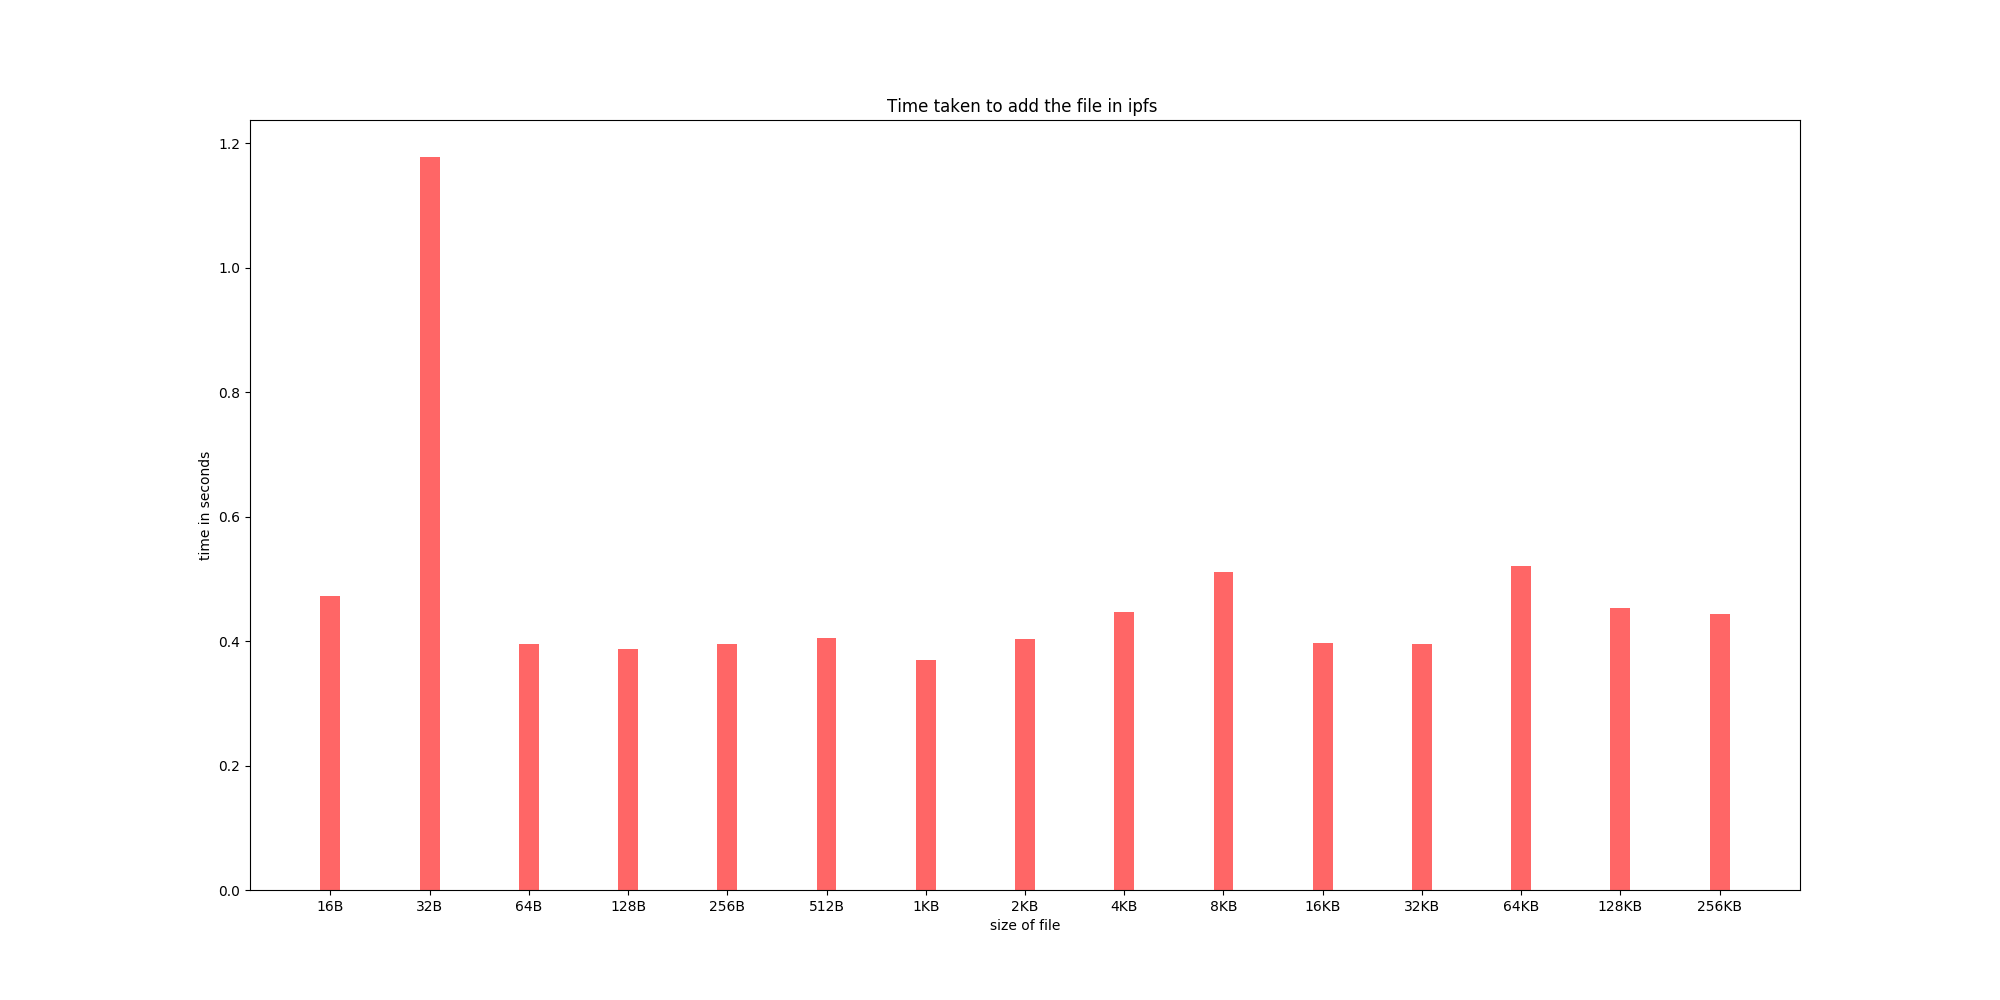 Time taken to add the file in ipfs
1.2
1.0
0.8
0.6
0.4
0.2
0.0
time in seconds
16B 32B 64B 128B 256B 512B 1KB 2KB 4KB 8KB 16KB 32KB 64KB 128KB 256KB
size of file